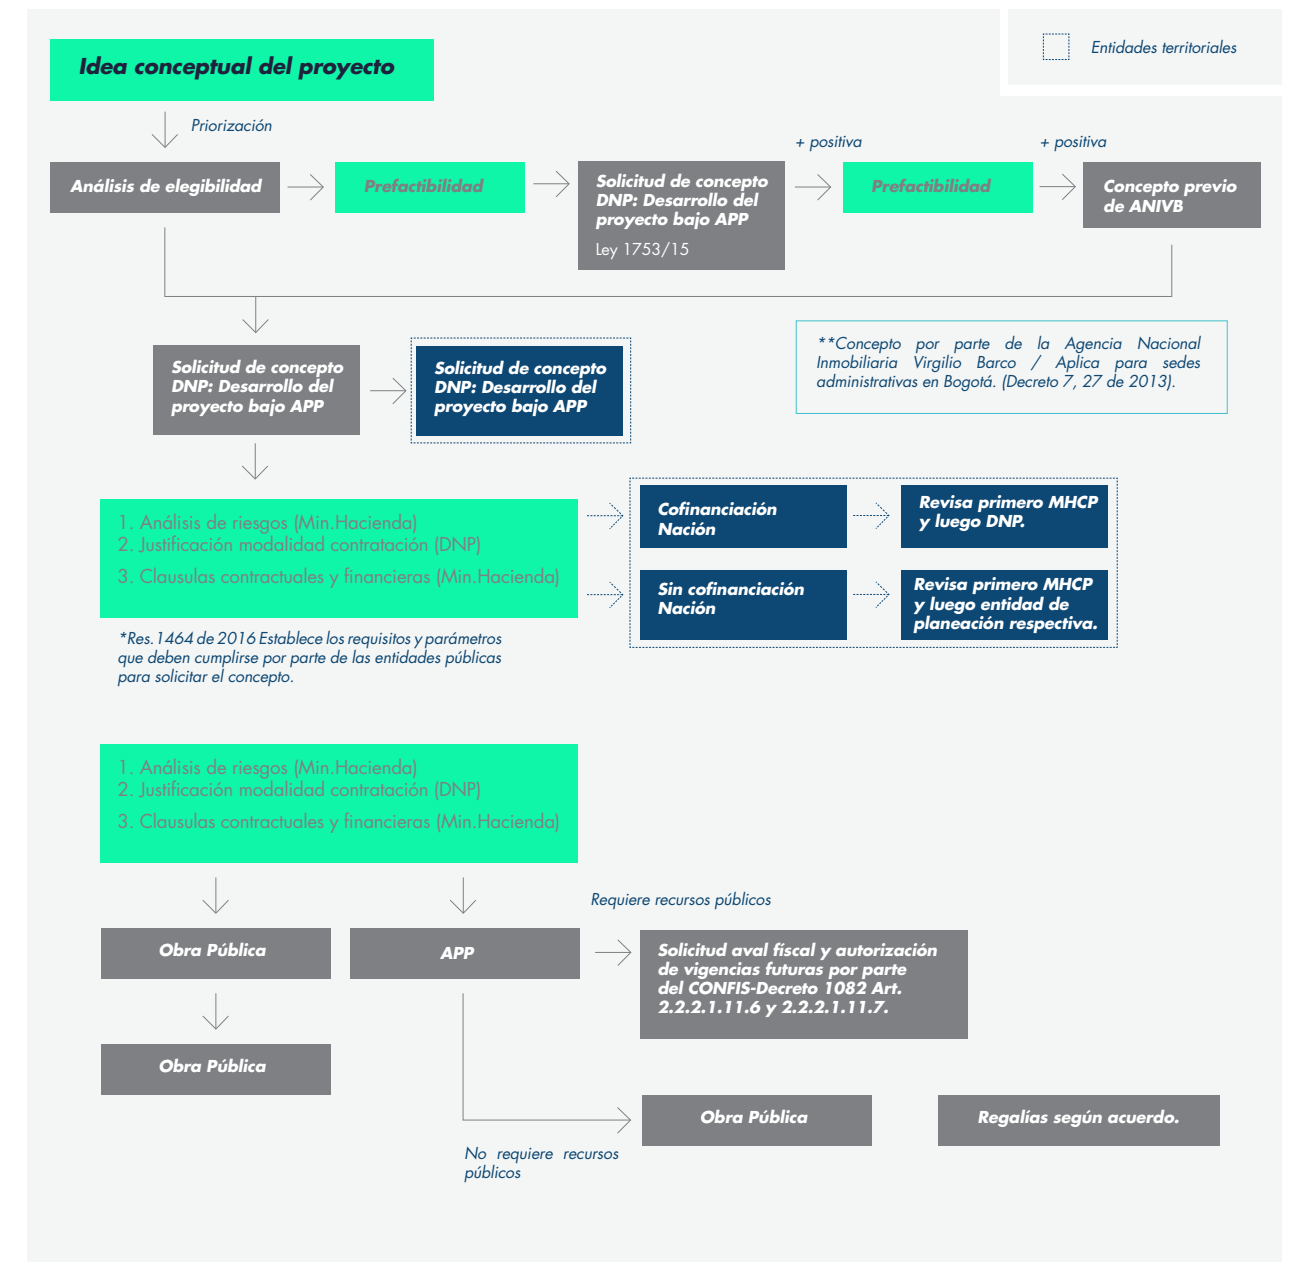 Idea conceptual del proyecto
Entidades territoriales
Priorización
+ positiva
+ positiva
Análisis de elegibilidad
Prefactibilidad
Solicitud de concepto
DNP: Desarrollo del
proyecto bajo APP
Ley 1753/15
Prefactibilidad
Concepto previo
de ANIVB
**Concepto por parte de la Agencia Nacional
Inmobiliaria Virgilio Barco / Aplica para sedes
administrativas en Bogotá. (Decreto 7, 27 de 2013).
Solicitud de concepto
DNP: Desarrollo del
proyecto bajo APP
Solicitud de concepto
DNP: Desarrollo del
proyecto bajo APP
1. Análisis de riesgos (Min.Hacienda)
2. Justificación modalidad contratación (DNP)
3. Clausulas contractuales y financieras (Min.Hacienda)
Cofinanciación
Nación
Revisa primero MHCP
y luego DNP.
Sin cofinanciación
Nación
Revisa primero MHCP
y luego entidad de
planeación respectiva.
*Res.1464 de 2016 Establece los requisitos y parámetros
que deben cumplirse por parte de las entidades públicas
para solicitar el concepto.
1. Análisis de riesgos (Min.Hacienda)
2. Justificación modalidad contratación (DNP)
3. Clausulas contractuales y financieras (Min.Hacienda)
Requiere recursos públicos
Obra Pública
APP
Solicitud aval fiscal y autorización
de vigencias futuras por parte
del CONFIS-Decreto 1082 Art.
2.2.2.1.11.6 y 2.2.2.1.11.7.
Obra Pública
Obra Pública
Regalías según acuerdo.
No requiere recursos
públicos